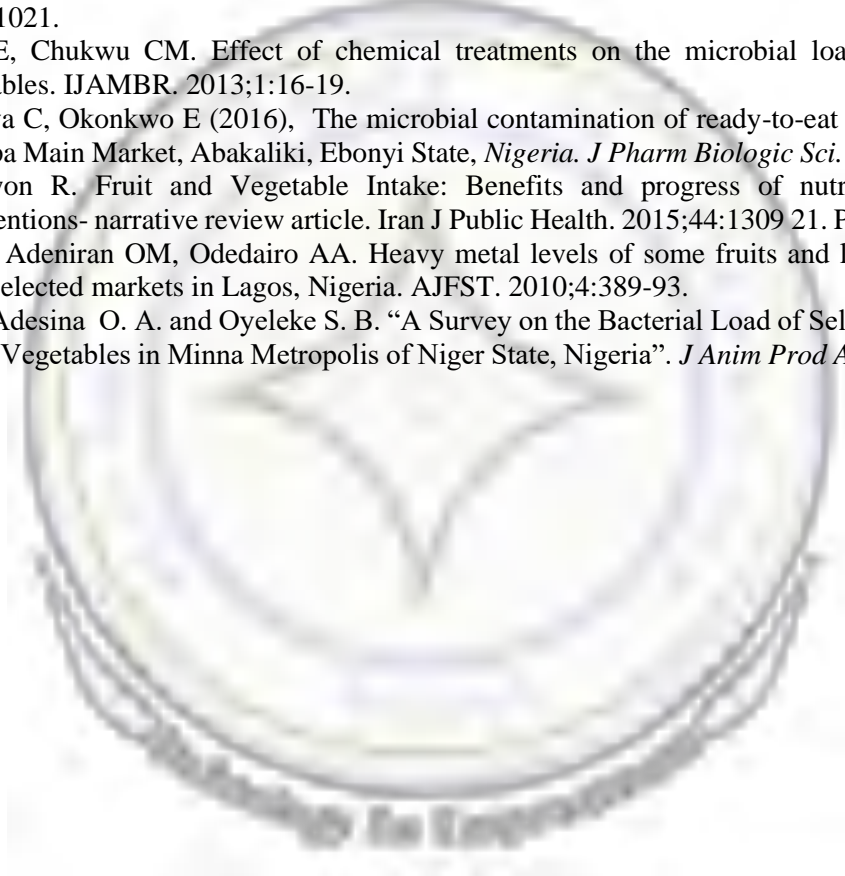 1021.
E, Chukwu CM. Effect of chemical treatments on the microbial loa
bles. IJAMBR. 2013;1:16-19.
a C, Okonkwo E (2016), The microbial contamination of ready-to-eat
a Main Market, Abakaliki, Ebonyi State, Nigeria. J Pharm Biologic Sci.
on R. Fruit and Vegetable Intake: Benefits and progress of nutr
entions- narrative review article. Iran J Public Health. 2015;44:1309 21. P
Adeniran OM, Odedairo AA. Heavy metal levels of some fruits and l
elected markets in Lagos, Nigeria. AJFST. 2010;4:389-93.
Adesina O. A. and Oyeleke S. B. “A Survey on the Bacterial Load of Sel
Vegetables in Minna Metropolis of Niger State, Nigeria”. J Anim Prod A